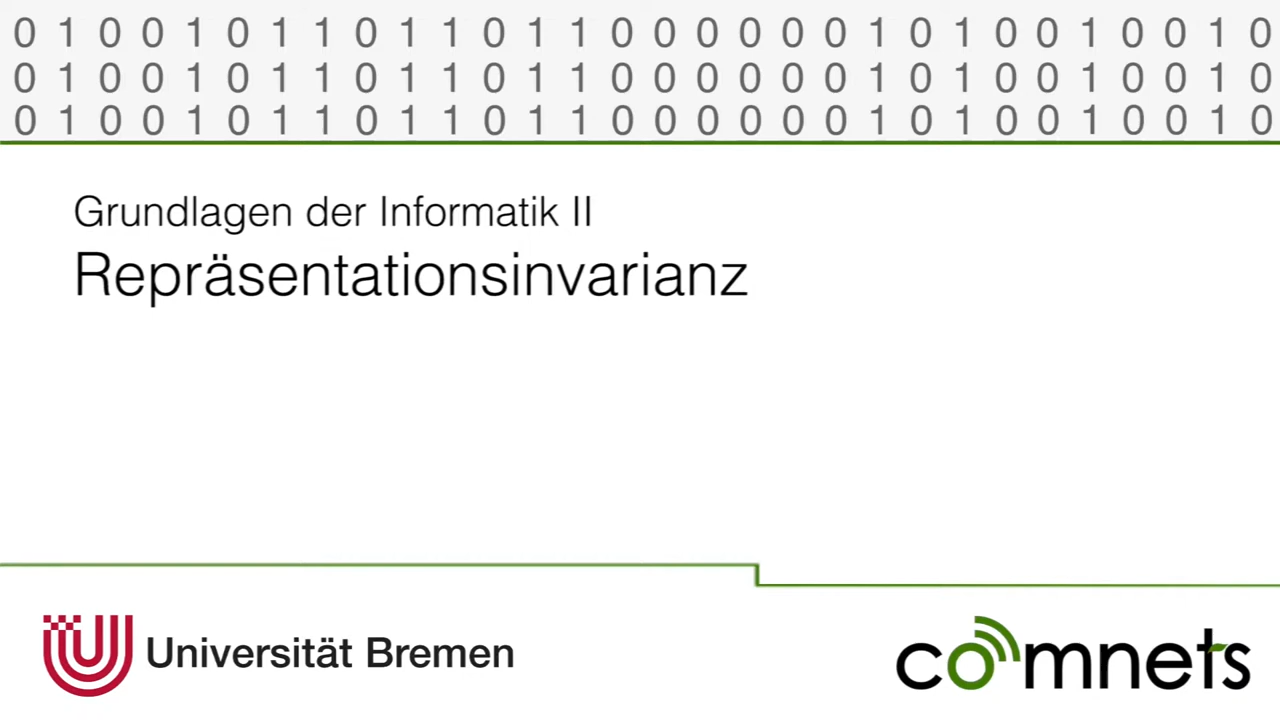 0 1 0 0 1 0 1 1 0 1 1 0 1 1 0 0 0 0 0 0 1 0 1 0 0 1 0 0 1 0
0 1 0 0 1 0 1 1 0 1 1 0 1 1 0 0 0 0 0 0 1 0 1 0 0 1 0 0 1 0
0 1 0 0 1 0 1 1 0 1 1 0 1 1 0 0 0 0 0 0 1 0 1 0 0 1 0 0 1 0
Grundlagen der Informatik II
Repräsentationsinvarianz
Universität Bremen
comnets